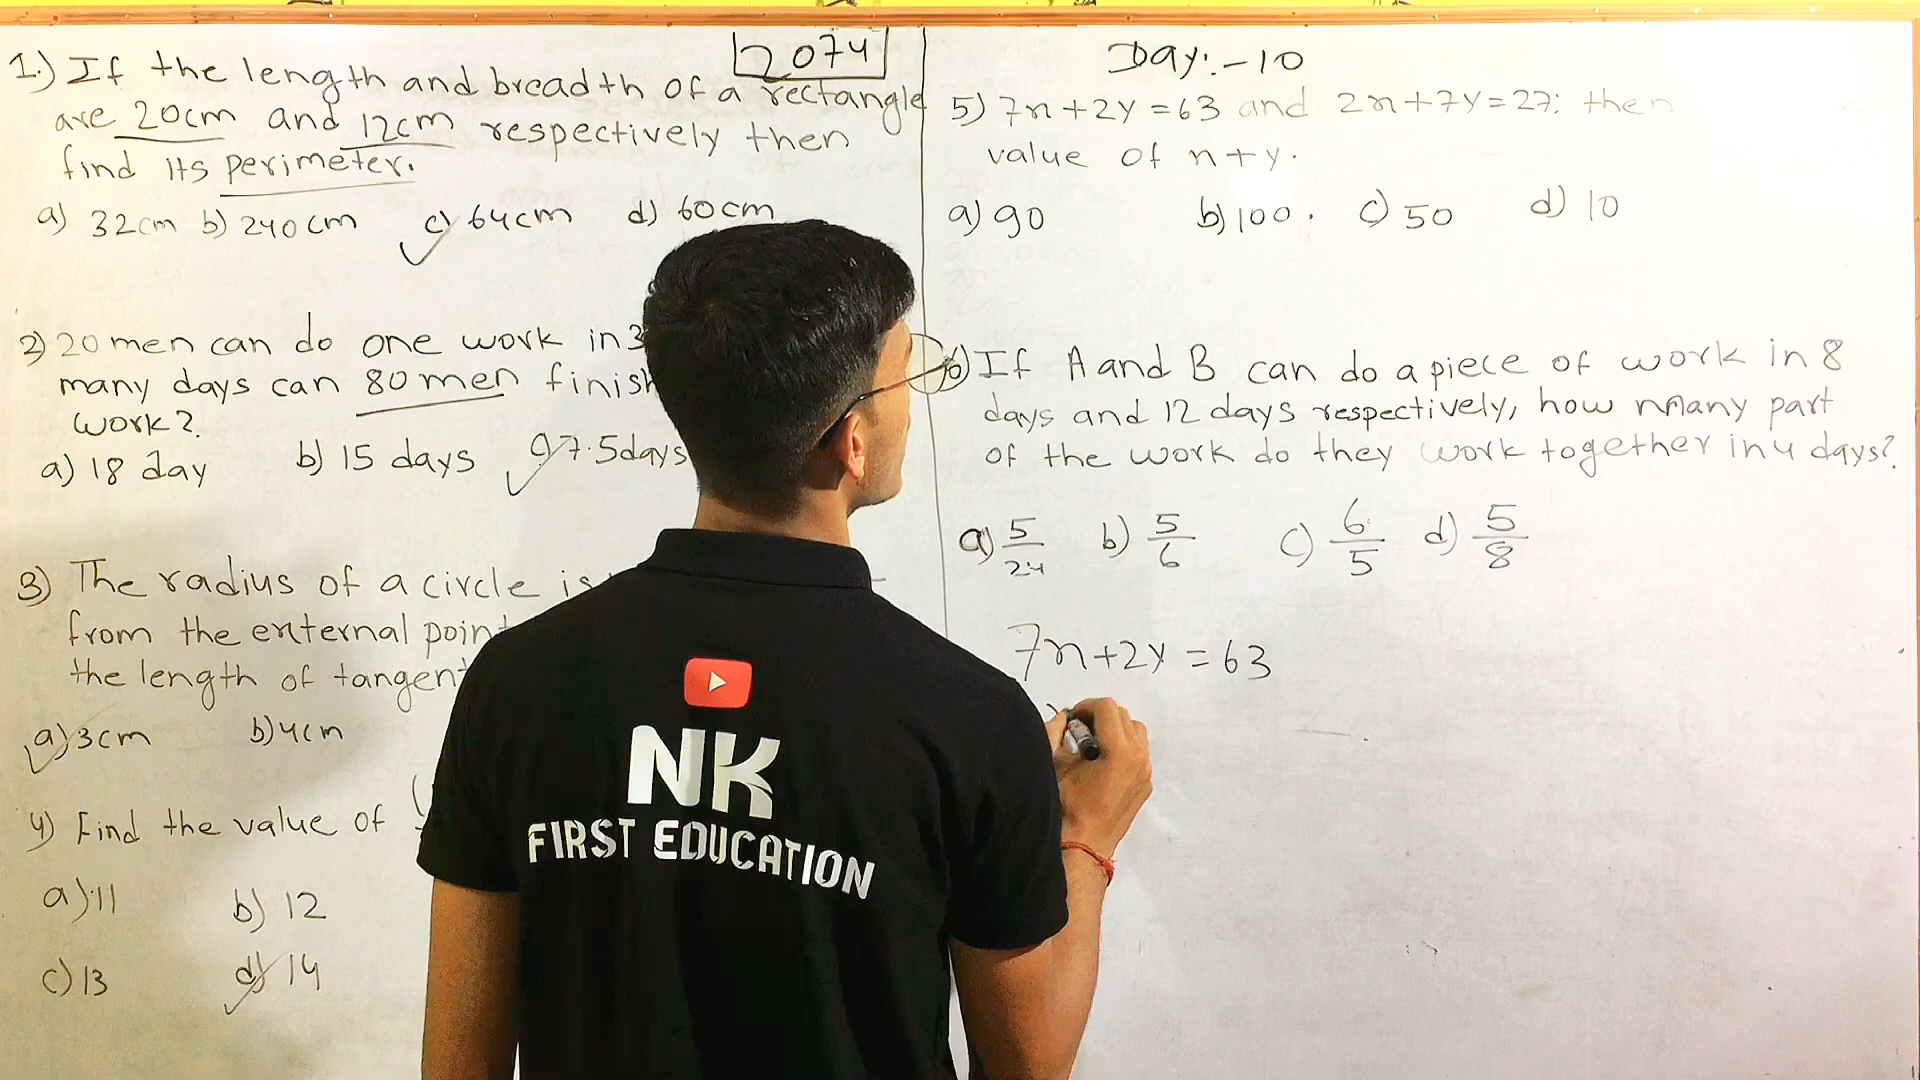 2074
1.) If the length and breadth of a rectangle
are 20cm and 12cm respectively then
find its perimeter.
a) 32cm b) 240cm c) 64cm d) 60cm
2) 20 men can do one work in 3
many days can 80 men finish
work?.
a) 18 day b) 15 days c) 7.5days
3) The radius of a circle is
from the external point
the length of tangent
a) 3cm b) 4cm
4) Find the value of
a) 11 b) 12
c) 13 d) 14
Day:-10
5) 7x+2y=63 and 2x+7y=27: then
value of x+y.
a) 90 b) 100. c) 50 d) 10
6) If A and B can do a piece of work in 8
days and 12 days respectively, how many part
of the work do they work together in 4 days?.
a) 5/24 b) 5/6 c) 6/5 d) 5/8
7x+2y=63
NK
FIRST EDUCATION